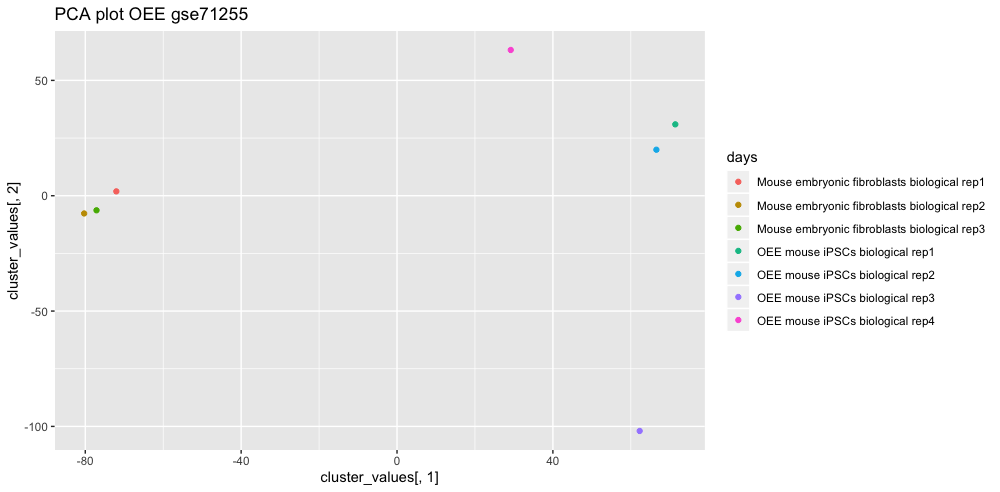 PCA plot OEE gse71255
50
0
-50
-100
cluster_values[, 2]
-80
-40
0
40
cluster_values[, 1]
days
Mouse embryonic fibroblasts biological rep1
Mouse embryonic fibroblasts biological rep2
Mouse embryonic fibroblasts biological rep3
OEE mouse iPSCs biological rep1
OEE mouse iPSCs biological rep2
OEE mouse iPSCs biological rep3
OEE mouse iPSCs biological rep4